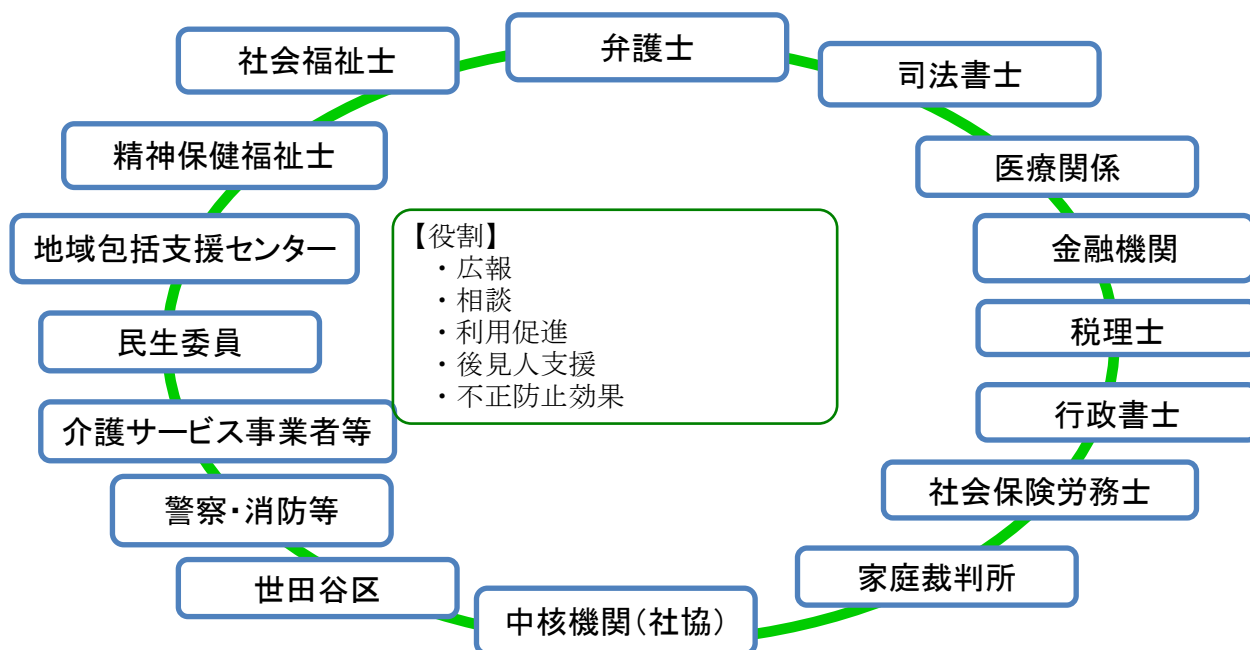 弁護士
社会福祉士
司法書士
精神保健福祉士
医療関係
地域包括支援センター
金融機関
【役割】
・広報
・相談
・利用促進
・後見人支援
・不正防止効果
民生委員
税理士
介護サービス事業者等
行政書士
警察・消防等
社会保険労務士
世田谷区
家庭裁判所
中核機関（社協）